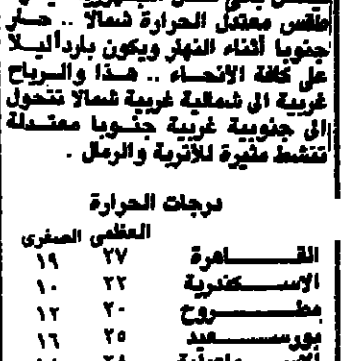 طقس معتدل الحرارة شمالا .. حار
جنوبا أثناء النهار ويكون باردا ليلا
على كافة الانحاء .. هذا والرياح
غربية الى شمالية غربية شمالا تتحول
إلى جنوبية غربية جنوبا معتدلة
تنشط مثيرة للأتربة والرمال .
درجات الحرارة
العظمى الصغرى
القاهرة ٢٧ ١٩
الاسكندرية ٢٢ ١٠
مطروح ٢٠ ١٢
بورسعيد ٢٥ ١٦